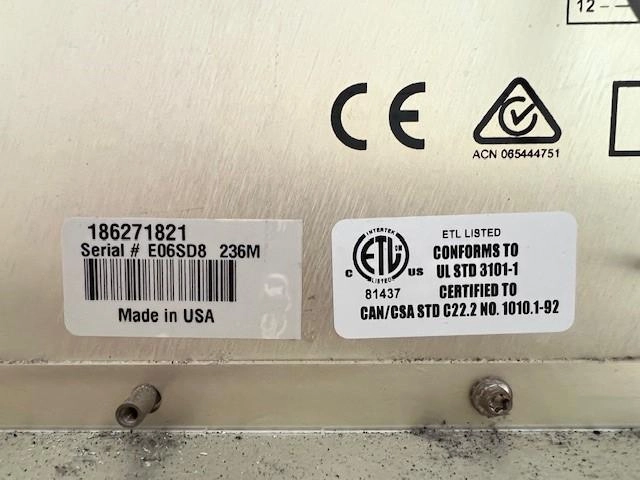 12
CE
ACN 065444751
186271821
Serial # E06SD8 236M
Made in USA
ETL LISTED
CONFORMS TO
UL STD 3101-1
CERTIFIED TO
CAN/CSA STD C22.2 NO. 1010.1-92
INTERTEK
C ETL US
LISTED
81437